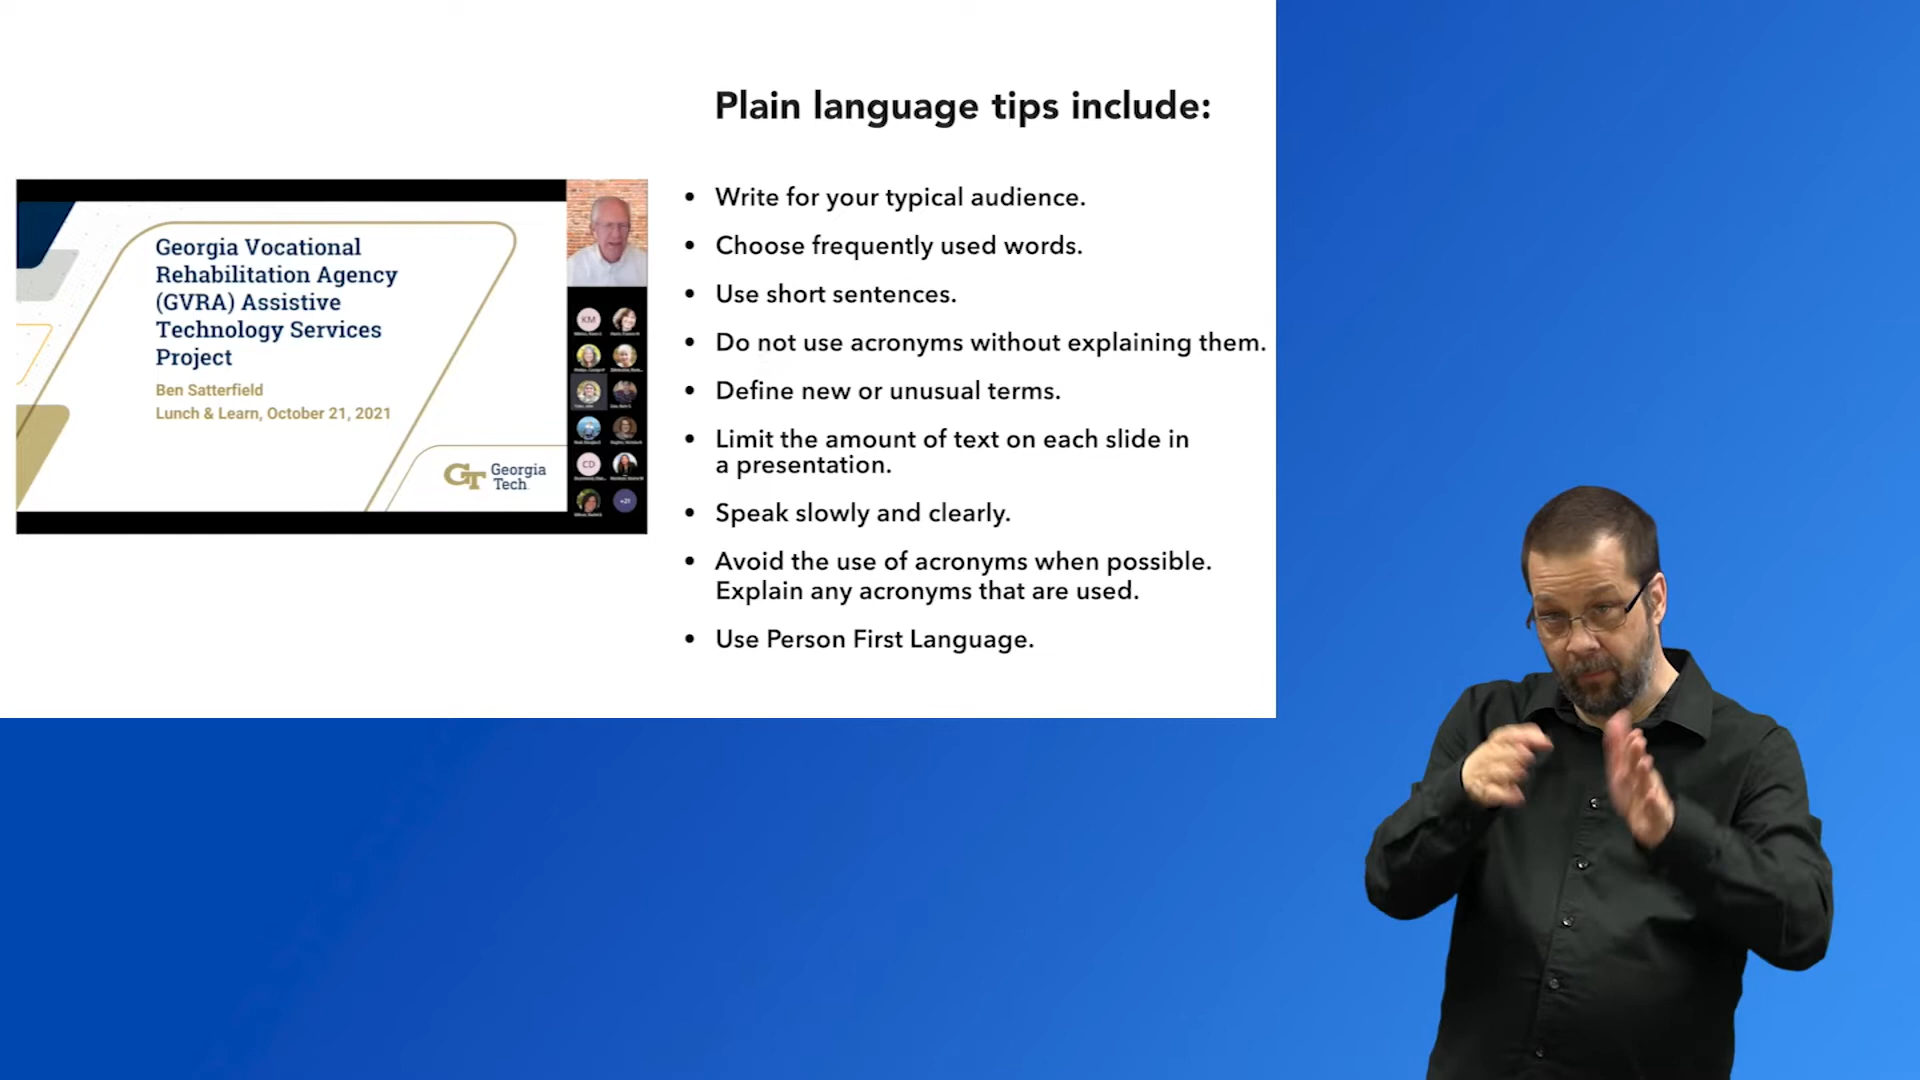 Plain language tips include:
Georgia Vocational
Rehabilitation Agency
(GVRA) Assistive
Technology Services
Project
Ben Satterfield
Lunch & Learn, October 21, 2021
Georgia
Tech
KM
CD
+21
• Write for your typical audience.
• Choose frequently used words.
• Use short sentences.
• Do not use acronyms without explaining them.
• Define new or unusual terms.
• Limit the amount of text on each slide in
a presentation.
• Speak slowly and clearly.
• Avoid the use of acronyms when possible.
Explain any acronyms that are used.
• Use Person First Language.